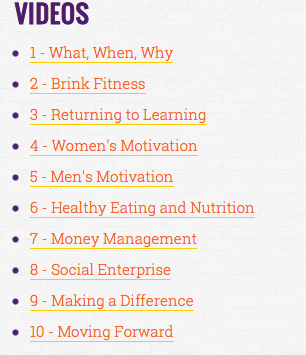 VIDEOS
1 - What, When, Why
2 - Brink Fitness
3 - Returning to Learning
4 - Women's Motivation
5 - Men's Motivation
6 - Healthy Eating and Nutrition
7 - Money Management
8 - Social Enterprise
9 - Making a Difference
10 - Moving Forward